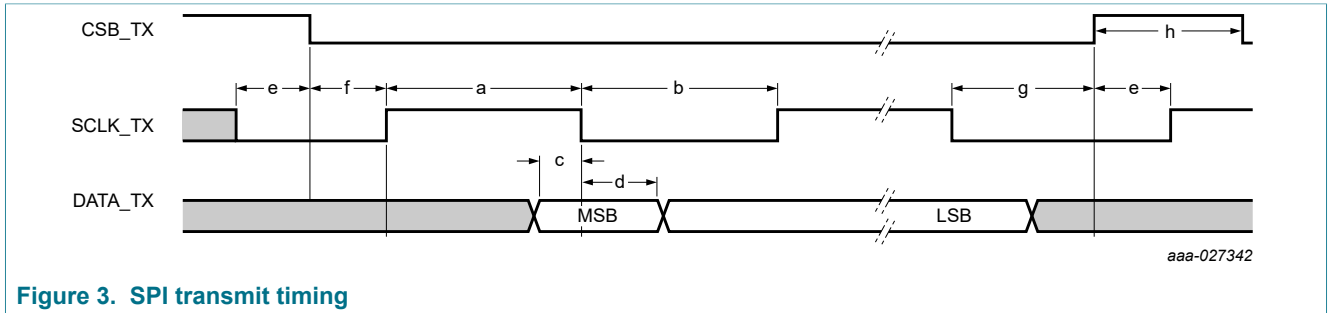 CSB_TX
h
e
f
a
b
g
e
SCLK_TX
c
d
DATA_TX
MSB
LSB
aaa-027342
Figure 3. SPI transmit timing